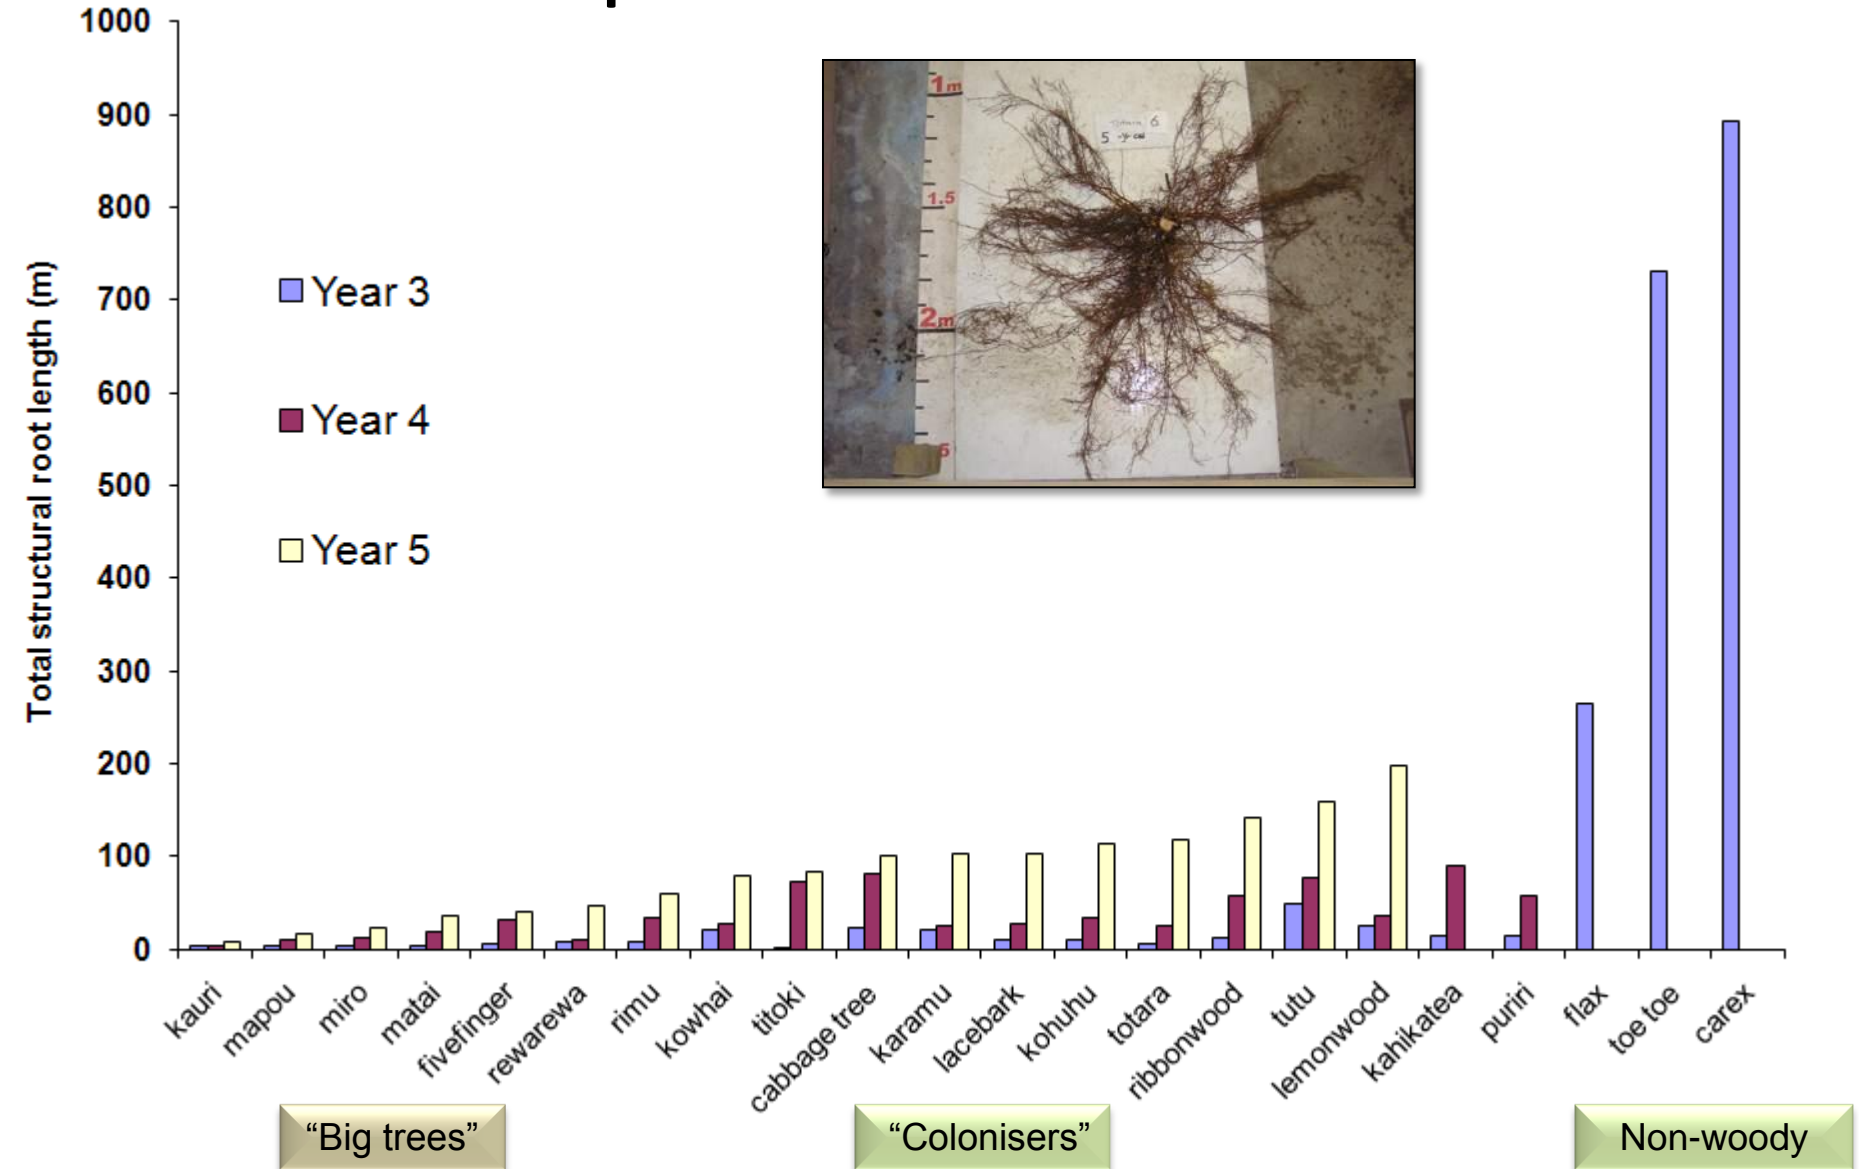 1000
900
800
700
600
500
400
300
200
100
0
Total structural root length (m)
Year 3
Year 4
Year 5
1m
1.5
2m
5
6
5
kauri
mapou
miro
matai
fivefinger
rewarewa
rimu
kowhai
titoki
cabbage tree
karamu
lacebark
kohuhu
totara
ribbonwood
tutu
lemonwood
kahikatea
puriri
flax
toe toe
carex
“Big trees”
“Colonisers”
Non-woody